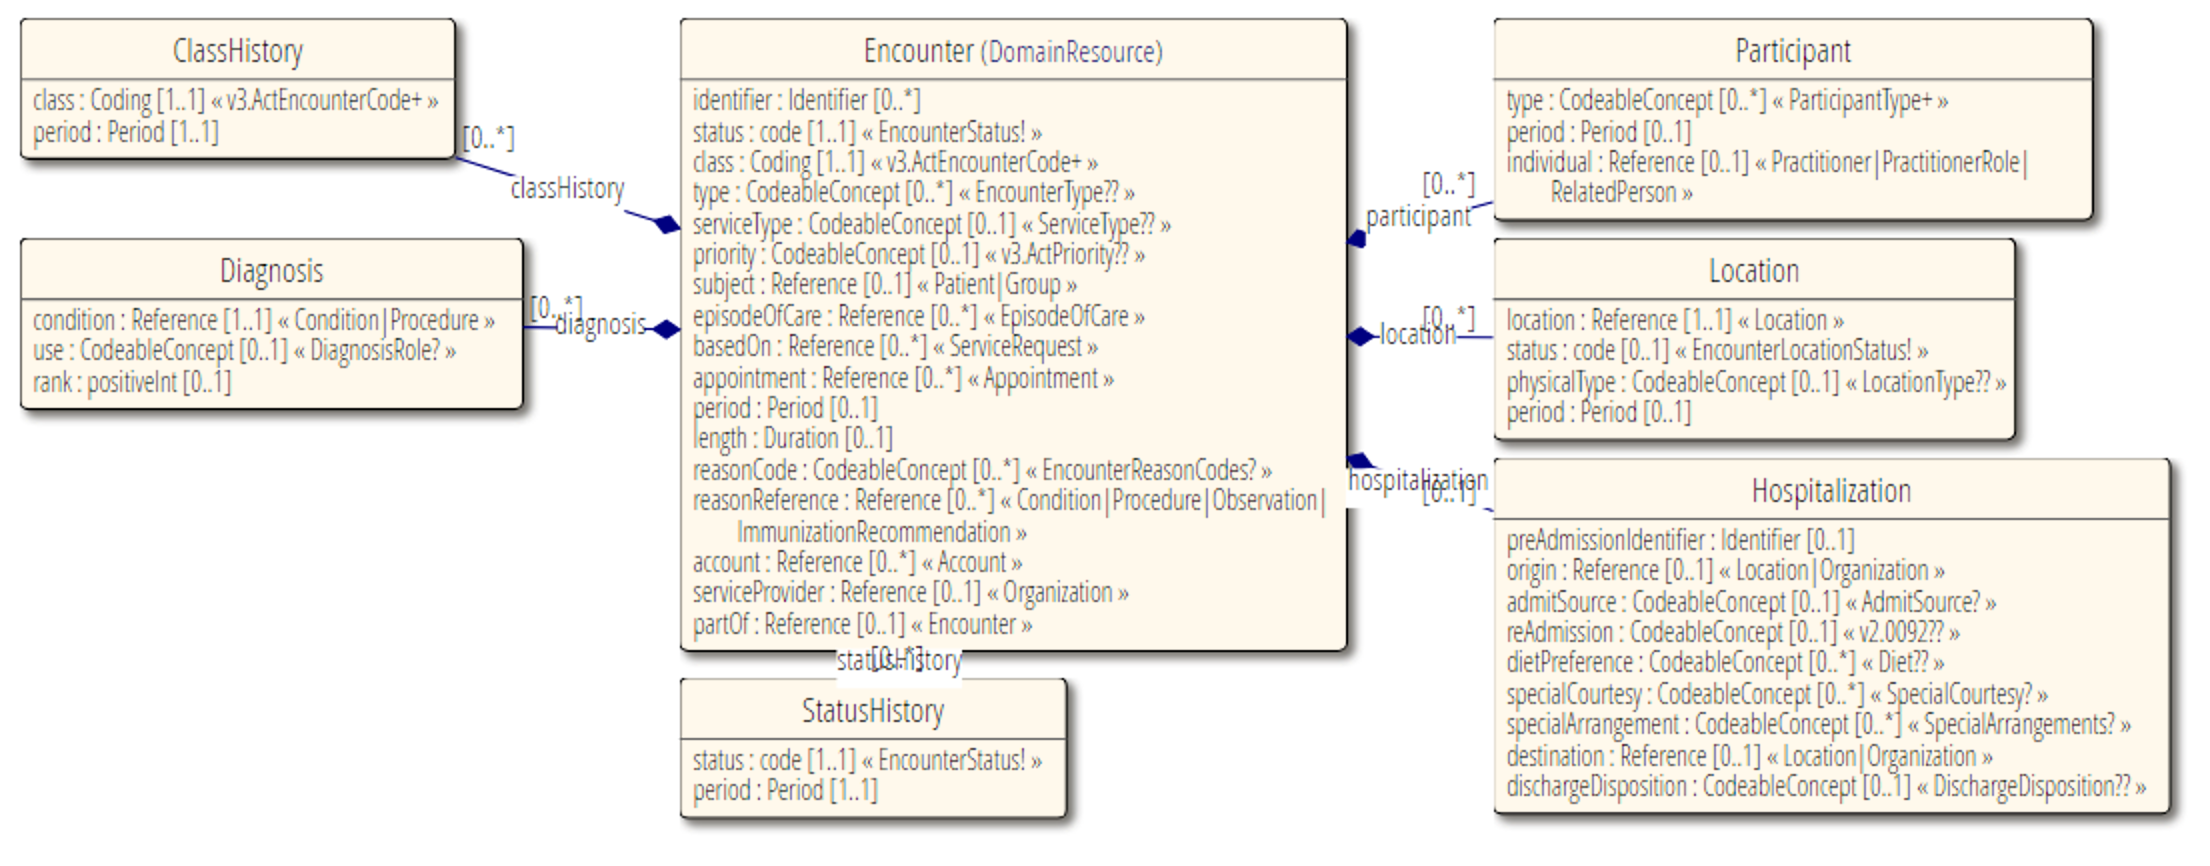 ClassHistory
class : Coding [1..1] « v3.ActEncounterCode+ »
period : Period [1..1]
[0..*]
classHistory
Diagnosis
condition : Reference [1..1] « Condition|Procedure »
use : CodeableConcept [0..1] « DiagnosisRole? »
rank : positiveInt [0..1]
[0..*]
diagnosis
Encounter (DomainResource)
identifier : Identifier [0..*]
status : code [1..1] « EncounterStatus! »
class : Coding [1..1] « v3.ActEncounterCode+ »
type : CodeableConcept [0..*] « EncounterType?? »
serviceType : CodeableConcept [0..1] « ServiceType?? »
priority : CodeableConcept [0..1] « v3.ActPriority?? »
subject : Reference [0..1] « Patient|Group »
episodeOfCare : Reference [0..*] « EpisodeOfCare »
basedOn : Reference [0..*] « ServiceRequest »
appointment : Reference [0..*] « Appointment »
period : Period [0..1]
length : Duration [0..1]
reasonCode : CodeableConcept [0..*] « EncounterReasonCodes? »
reasonReference : Reference [0..*] « Condition|Procedure|Observation|
ImmunizationRecommendation »
account : Reference [0..*] « Account »
serviceProvider : Reference [0..1] « Organization »
partOf : Reference [0..1] « Encounter »
[0..*]
statusHistory
StatusHistory
status : code [1..1] « EncounterStatus! »
period : Period [1..1]
[0..*]
participant
Participant
type : CodeableConcept [0..*] « ParticipantType+ »
period : Period [0..1]
individual : Reference [0..1] « Practitioner|PractitionerRole|
RelatedPerson »
[0..*]
location
Location
location : Reference [1..1] « Location »
status : code [0..1] « EncounterLocationStatus! »
physicalType : CodeableConcept [0..1] « LocationType?? »
period : Period [0..1]
hospitalization
[0..1]
Hospitalization
preAdmissionIdentifier : Identifier [0..1]
origin : Reference [0..1] « Location|Organization »
admitSource : CodeableConcept [0..1] « AdmitSource? »
reAdmission : CodeableConcept [0..1] « v2.0092?? »
dietPreference : CodeableConcept [0..*] « Diet?? »
specialCourtesy : CodeableConcept [0..*] « SpecialCourtesy? »
specialArrangement : CodeableConcept [0..*] « SpecialArrangements? »
destination : Reference [0..1] « Location|Organization »
dischargeDisposition : CodeableConcept [0..1] « DischargeDisposition?? »